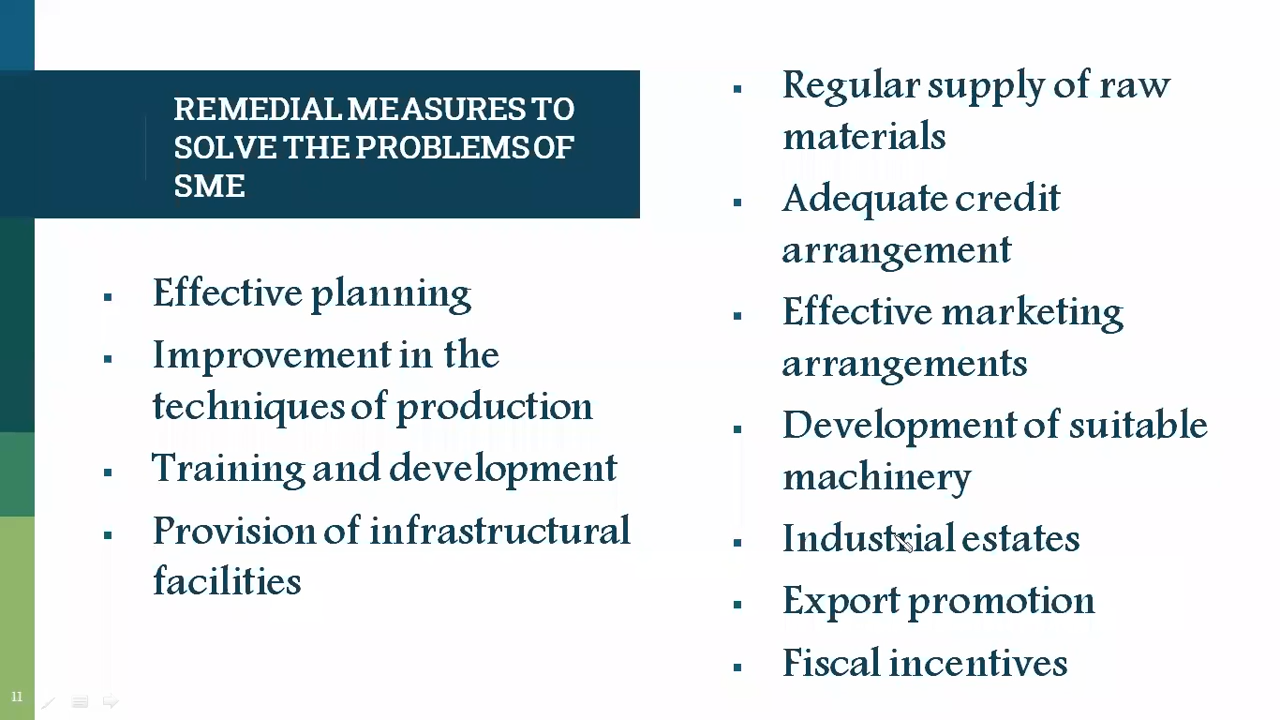 REMEDIAL MEASURES TO
SOLVE THE PROBLEMS OF
SME
▪ Effective planning
▪ Improvement in the
techniques of production
▪ Training and development
▪ Provision of infrastructural
facilities
▪ Regular supply of raw
materials
▪ Adequate credit
arrangement
▪ Effective marketing
arrangements
▪ Development of suitable
machinery
▪ Industrial estates
▪ Export promotion
▪ Fiscal incentives
11